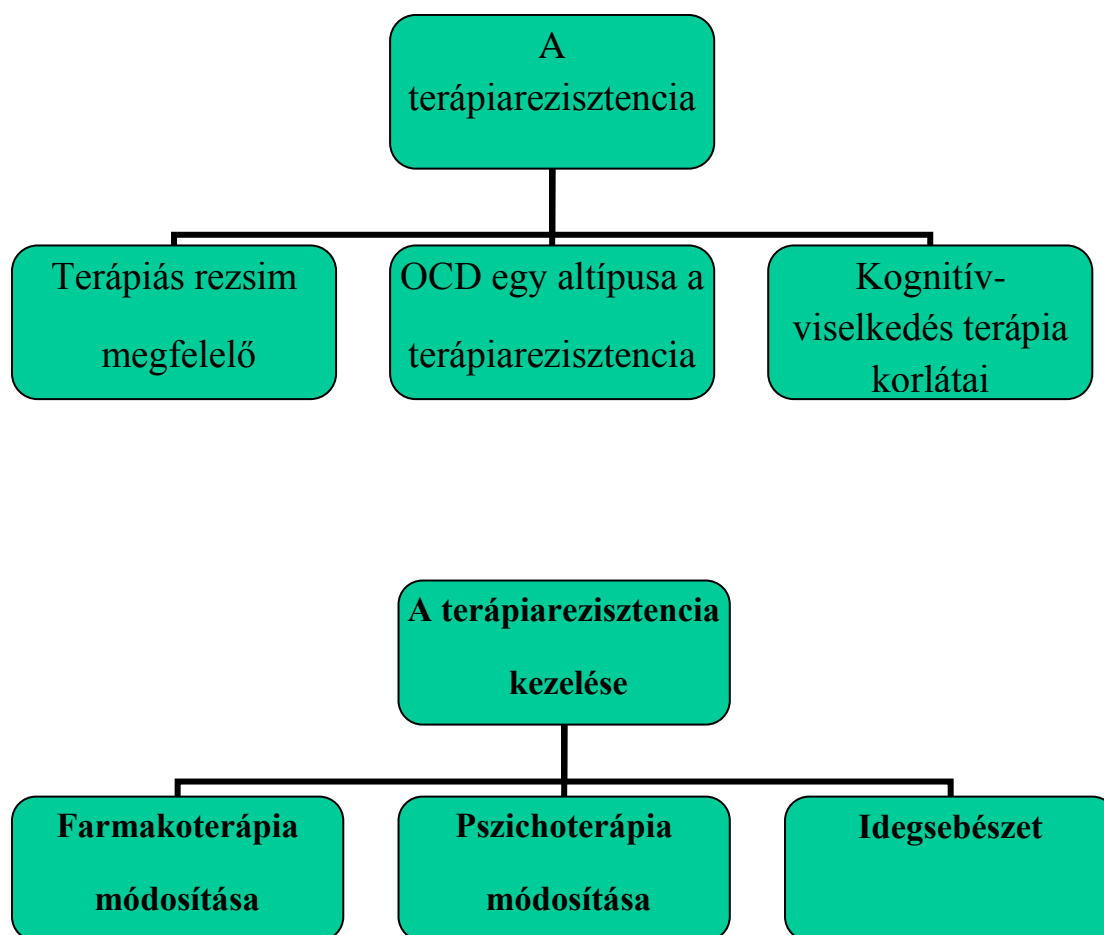 A
terápiarezisztencia
Terápiás rezsim
megfelelő
OCD egy altípusa a
terápiarezisztencia
Kognitív-
viselkedés terápia
korlátai
A terápiarezisztencia
kezelése
Farmakoterápia
módosítása
Pszichoterápia
módosítása
Idegsebészet